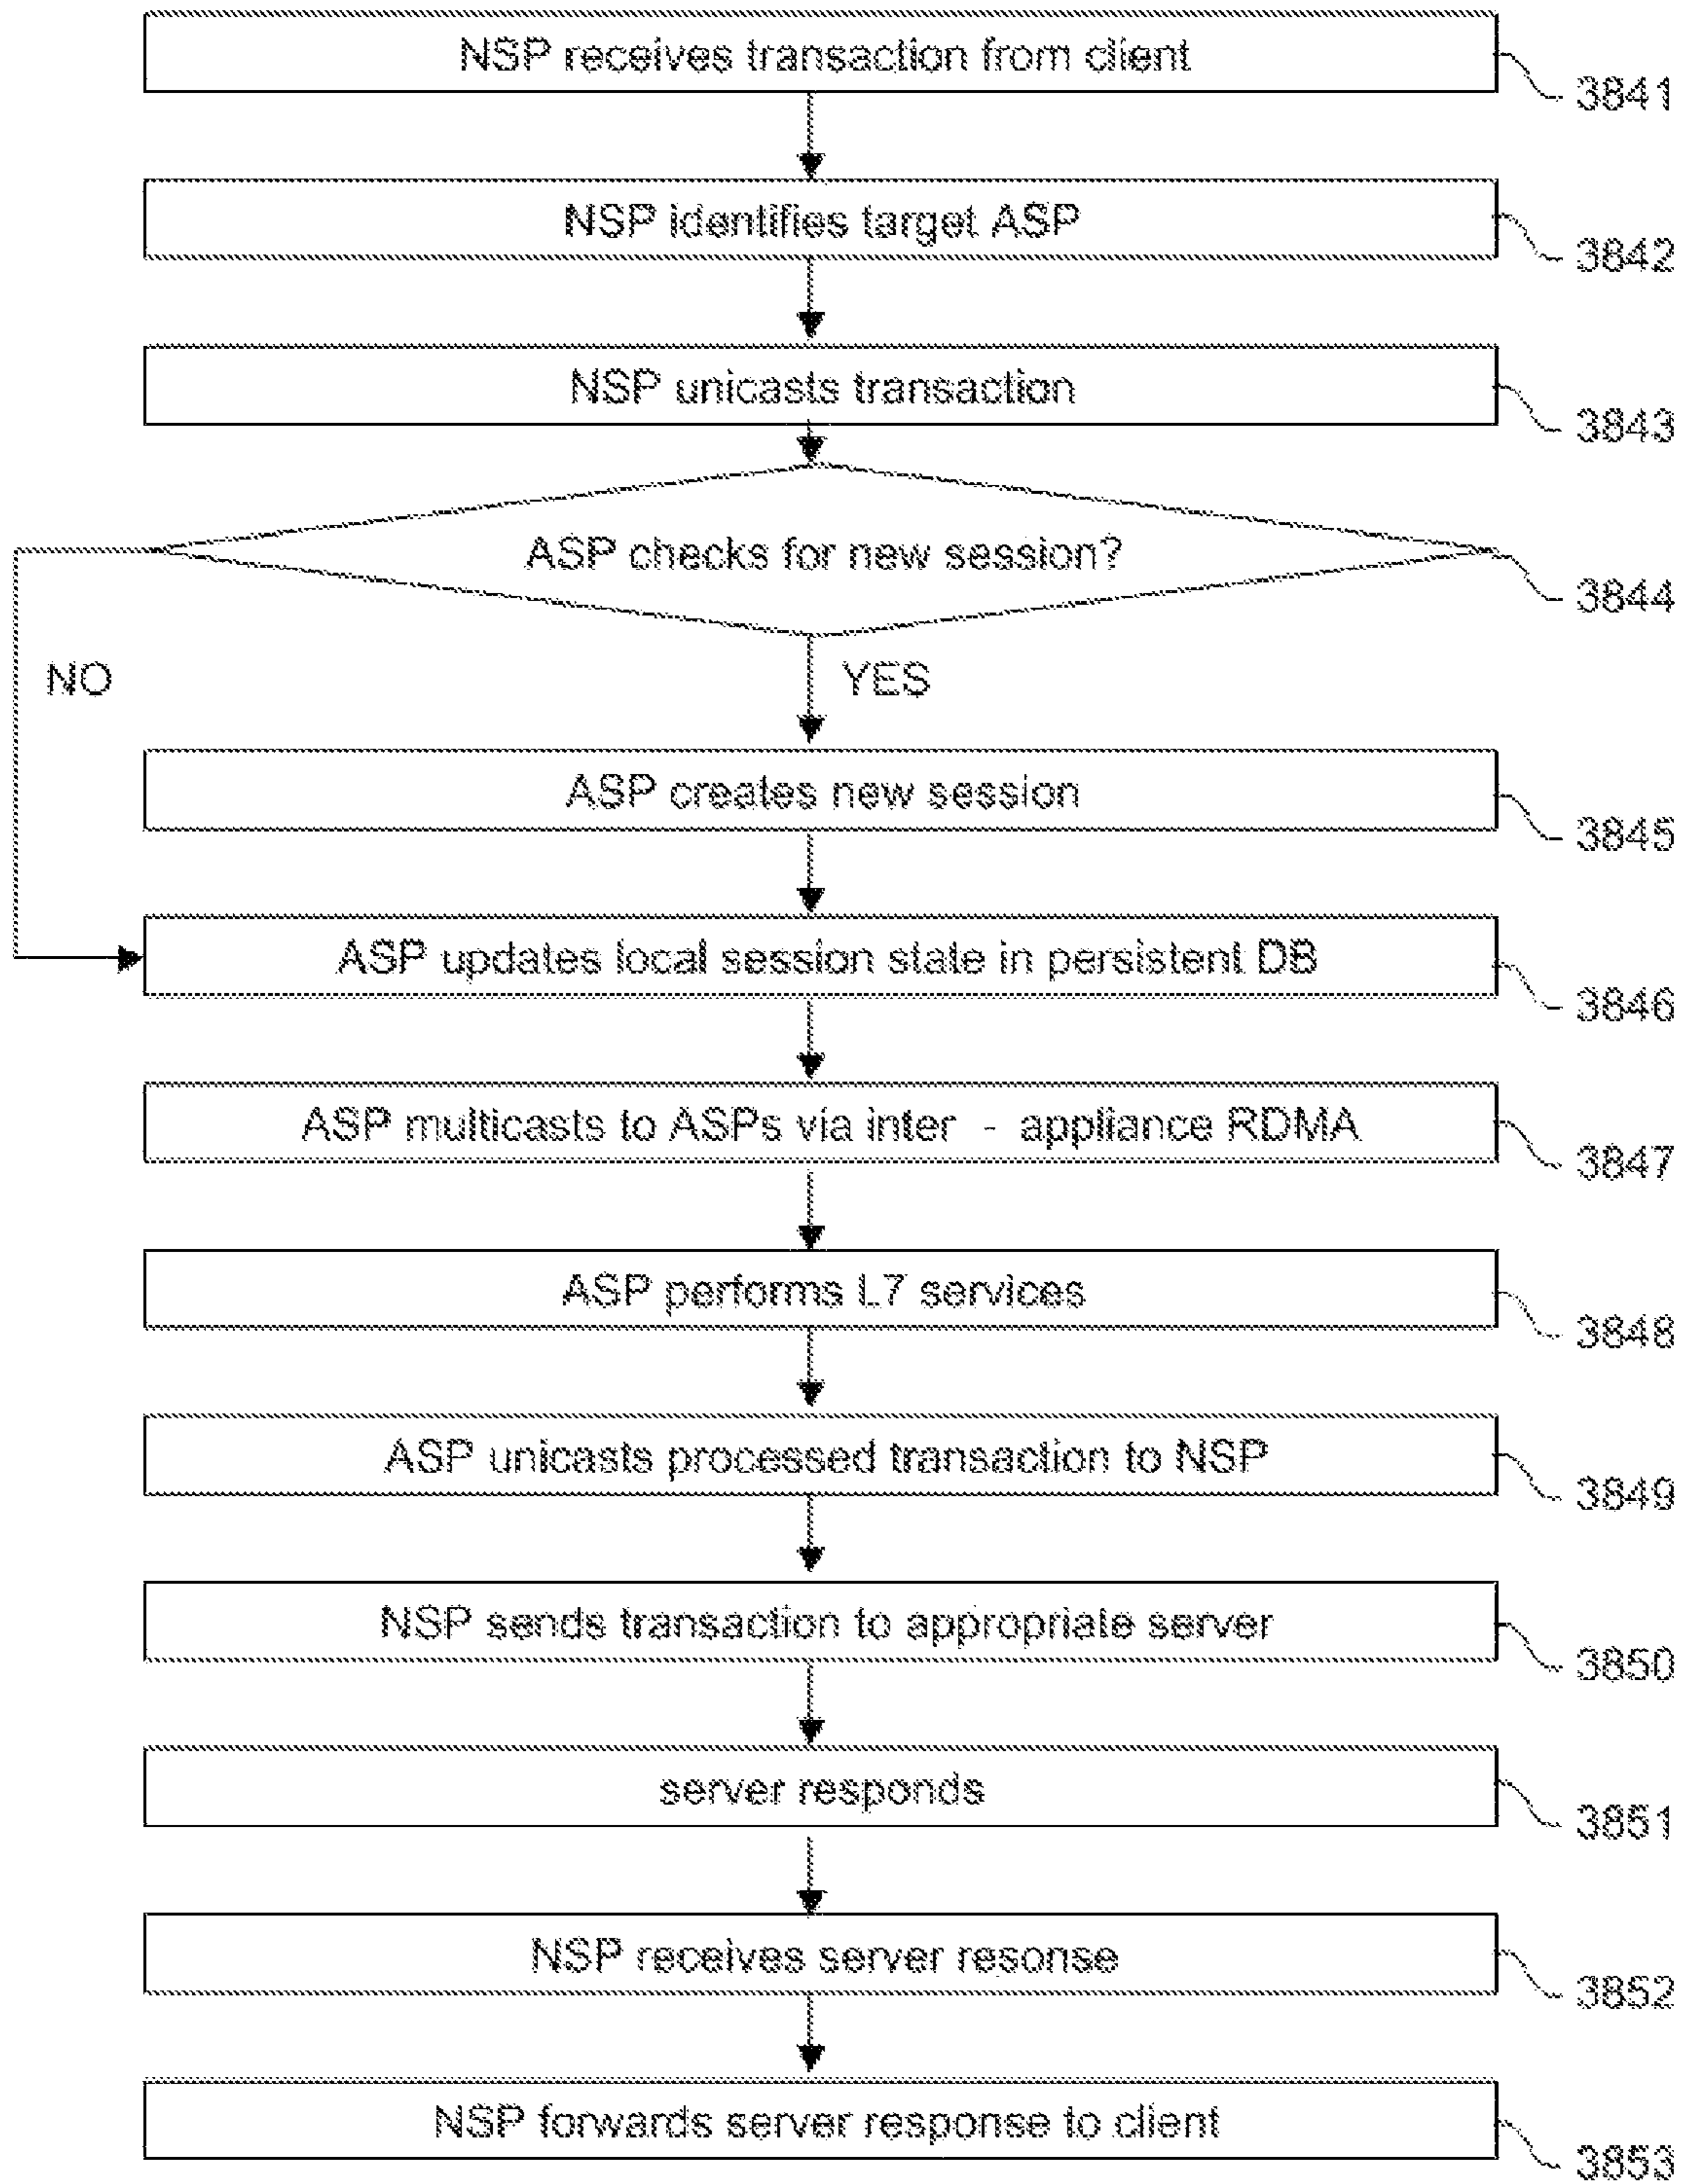 NSP receives transaction from client
3841
NSP identifies target ASP
3842
NSP unicasts transaction
3843
ASP checks for new session?
3844
NO
YES
ASP creates new session
3845
ASP updates local session state in persistent DB
3846
ASP multicasts to ASPs via inter - appliance RDMA
3847
ASP performs L7 services
3848
ASP unicasts processed transaction to NSP
3849
NSP sends transaction to appropriate server
3850
server responds
3851
NSP receives server resonse
3852
NSP forwards server response to client
3853